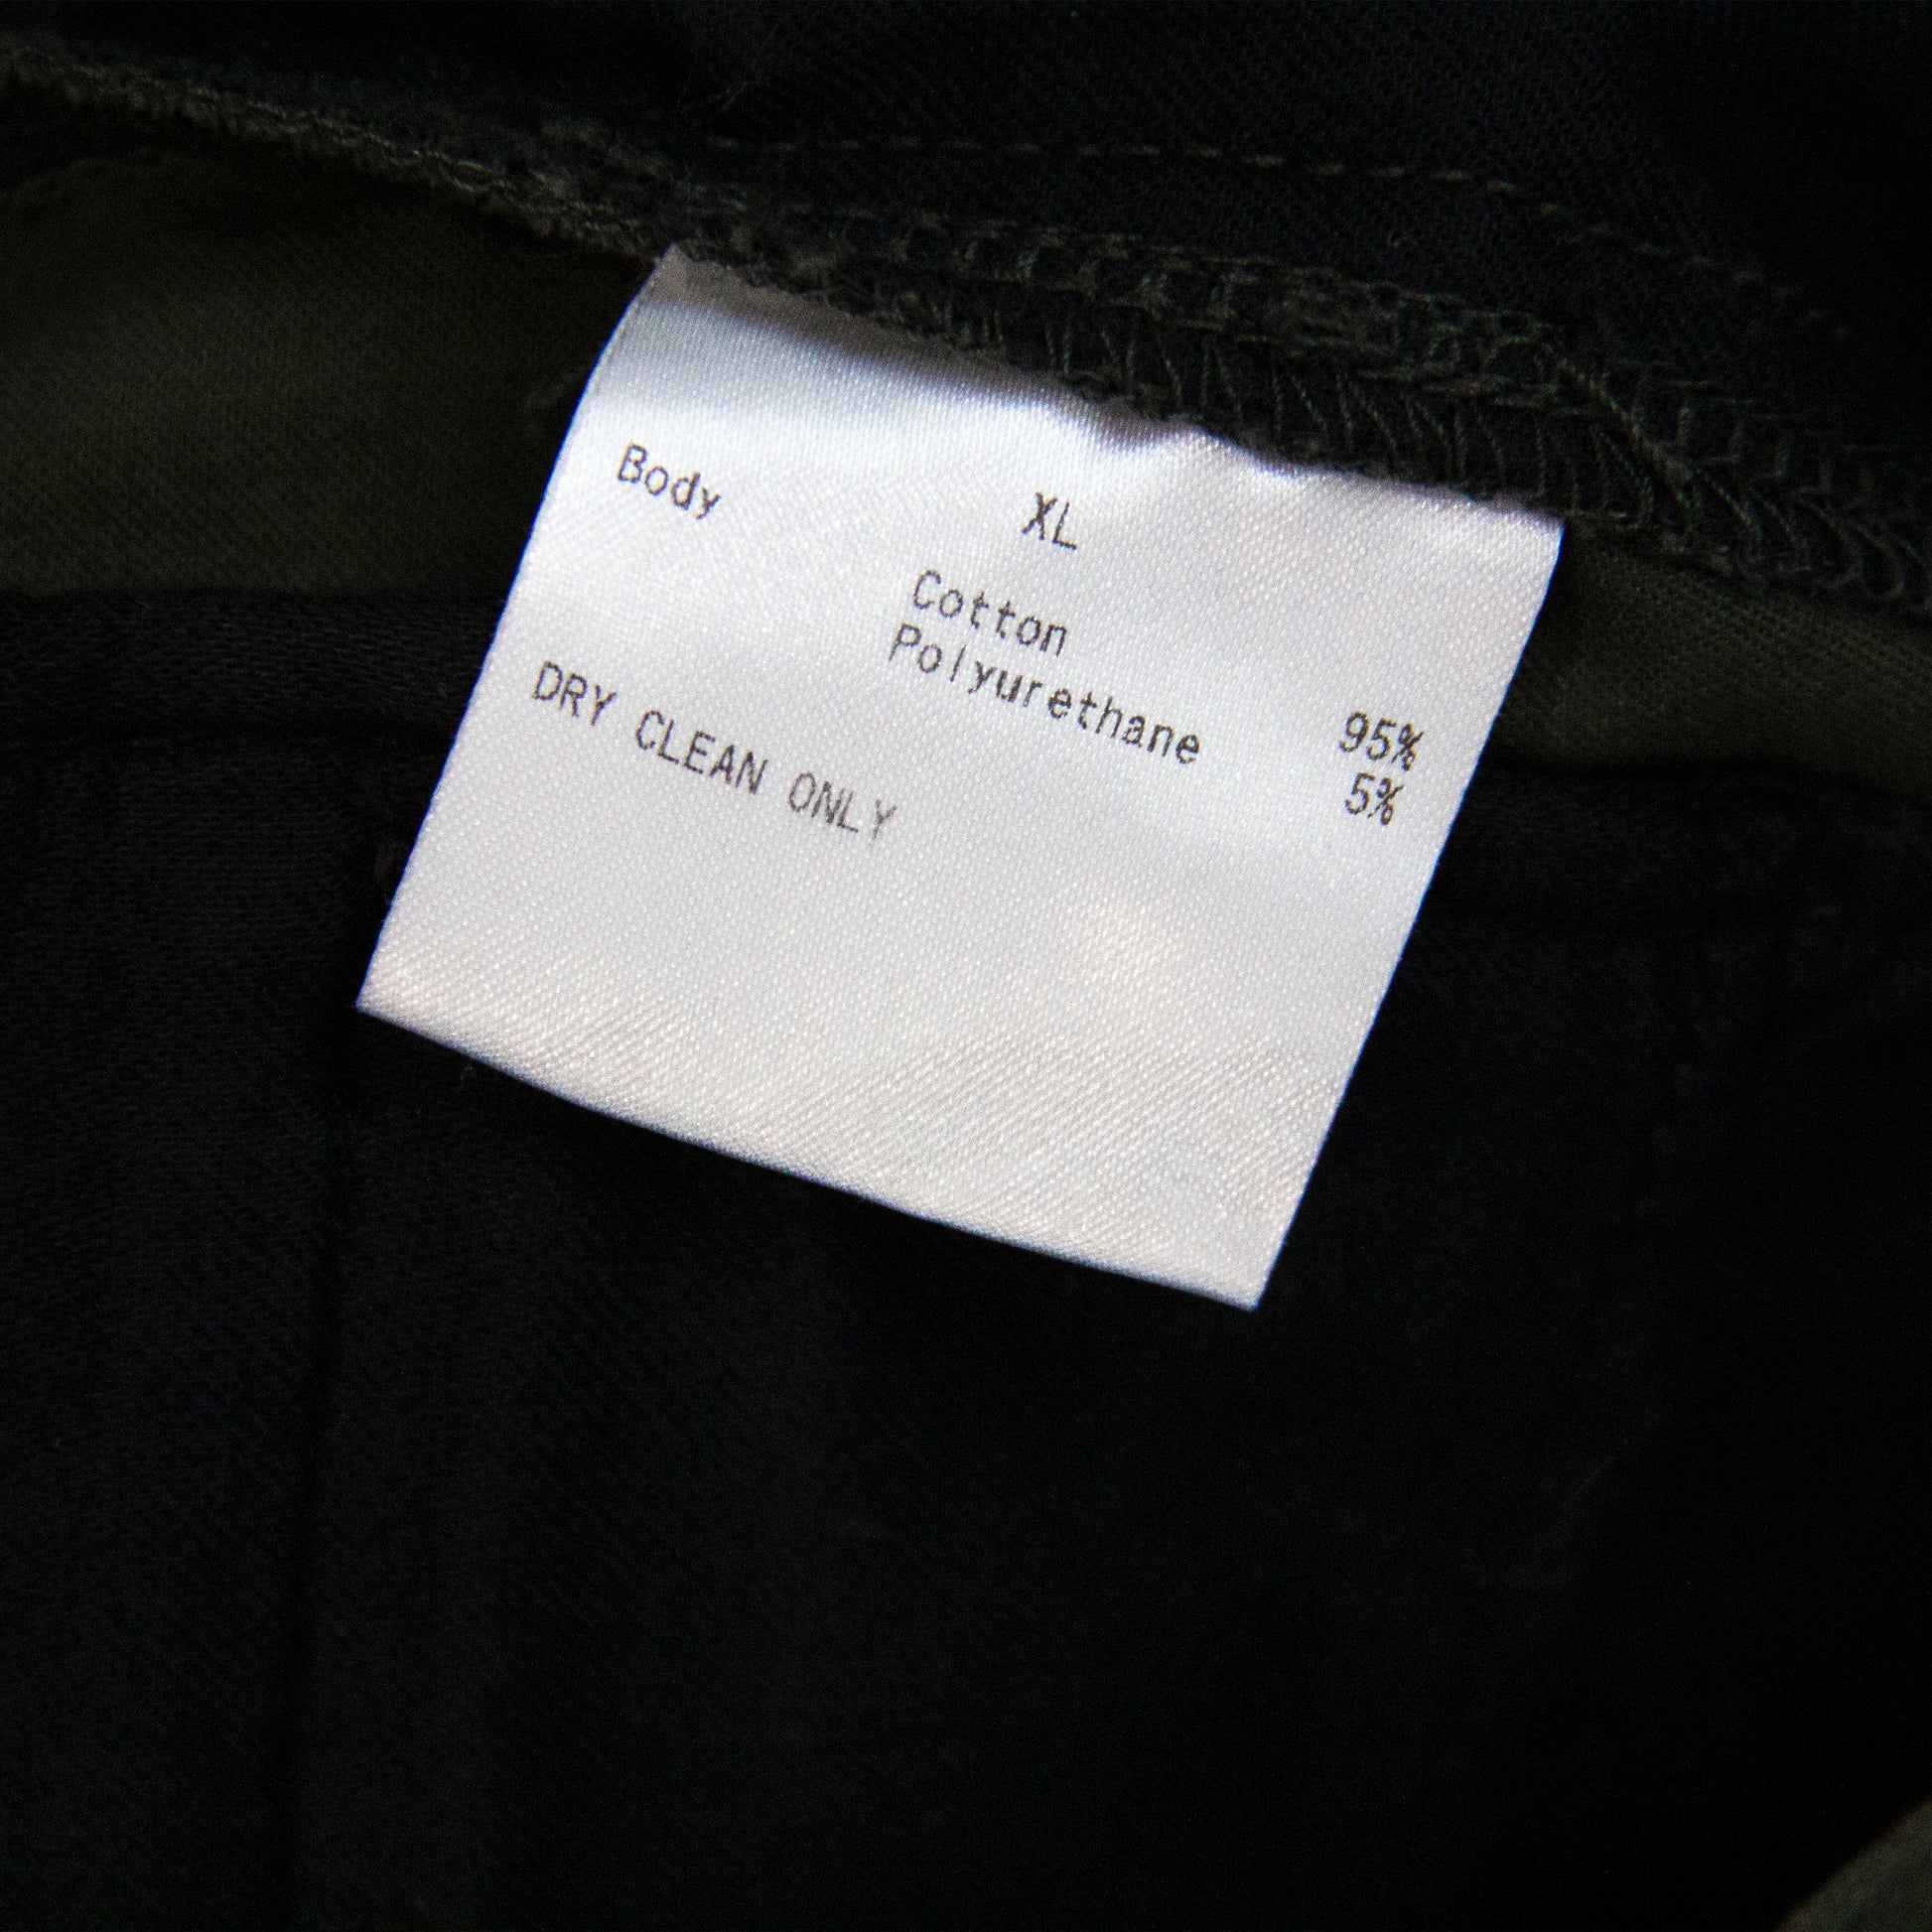 XL
Body Cotton 95%
Polyurethane 5%
DRY CLEAN ONLY